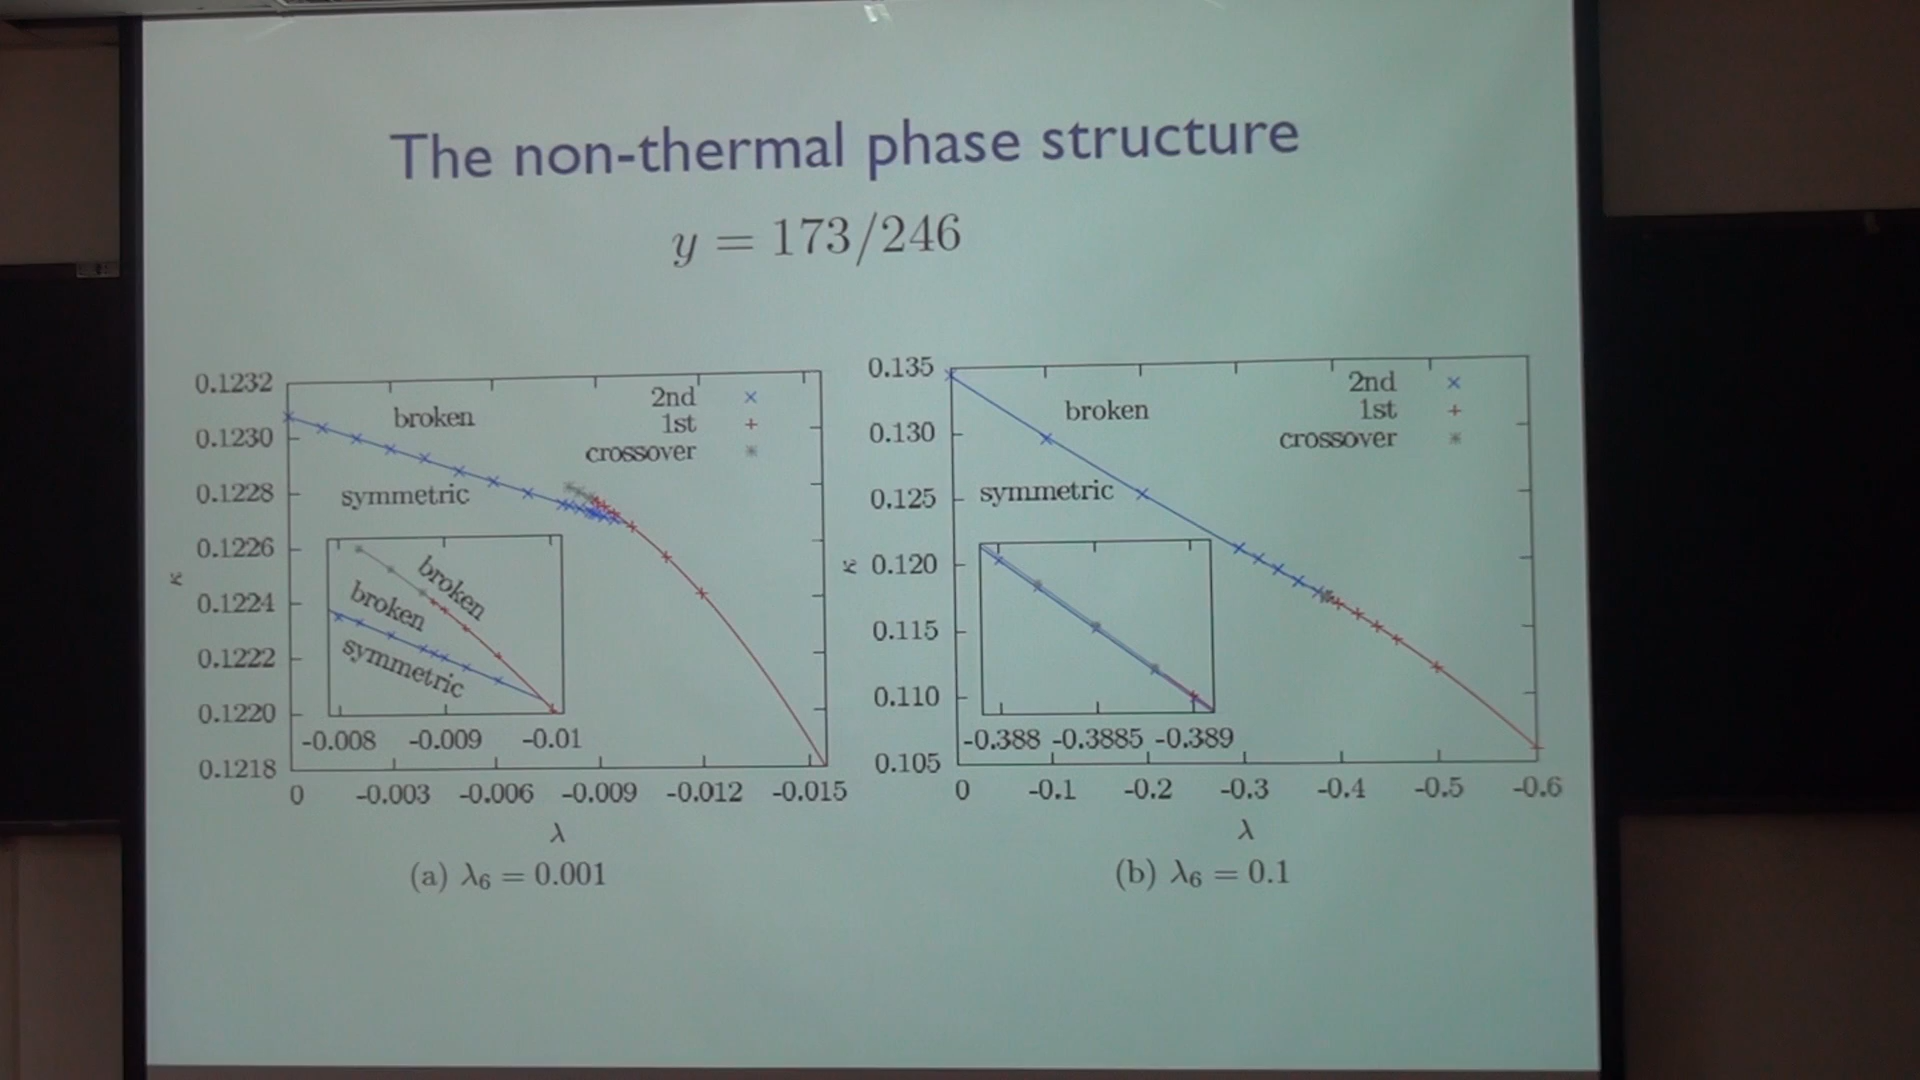 The non-thermal phase structure
y = 173/246
0.1232
0.1230
0.1228
0.1226
0.1224
0.1222
0.1220
0.1218
κ
broken
symmetric
2nd
1st
crossover
broken
broken
symmetric
-0.008 -0.009 -0.01
0 -0.003 -0.006 -0.009 -0.012 -0.015
λ
(a) λ6 = 0.001
0.135
0.130
0.125
0.120
0.115
0.110
0.105
κ
broken
symmetric
2nd
1st
crossover
-0.388 -0.3885 -0.389
0 -0.1 -0.2 -0.3 -0.4 -0.5 -0.6
λ
(b) λ6 = 0.1